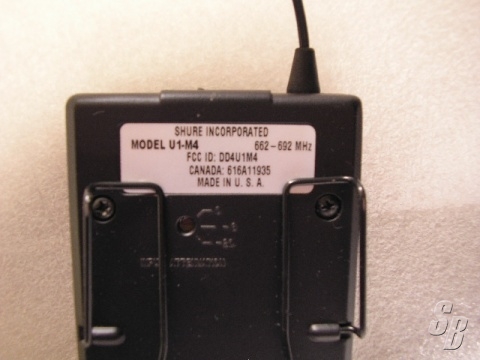 SHURE INCORPORATED
MODEL U1-M4 662-692 MHz
FCC ID: DD4U1M4
CANADA: 616A11935
MADE IN U. S. A.